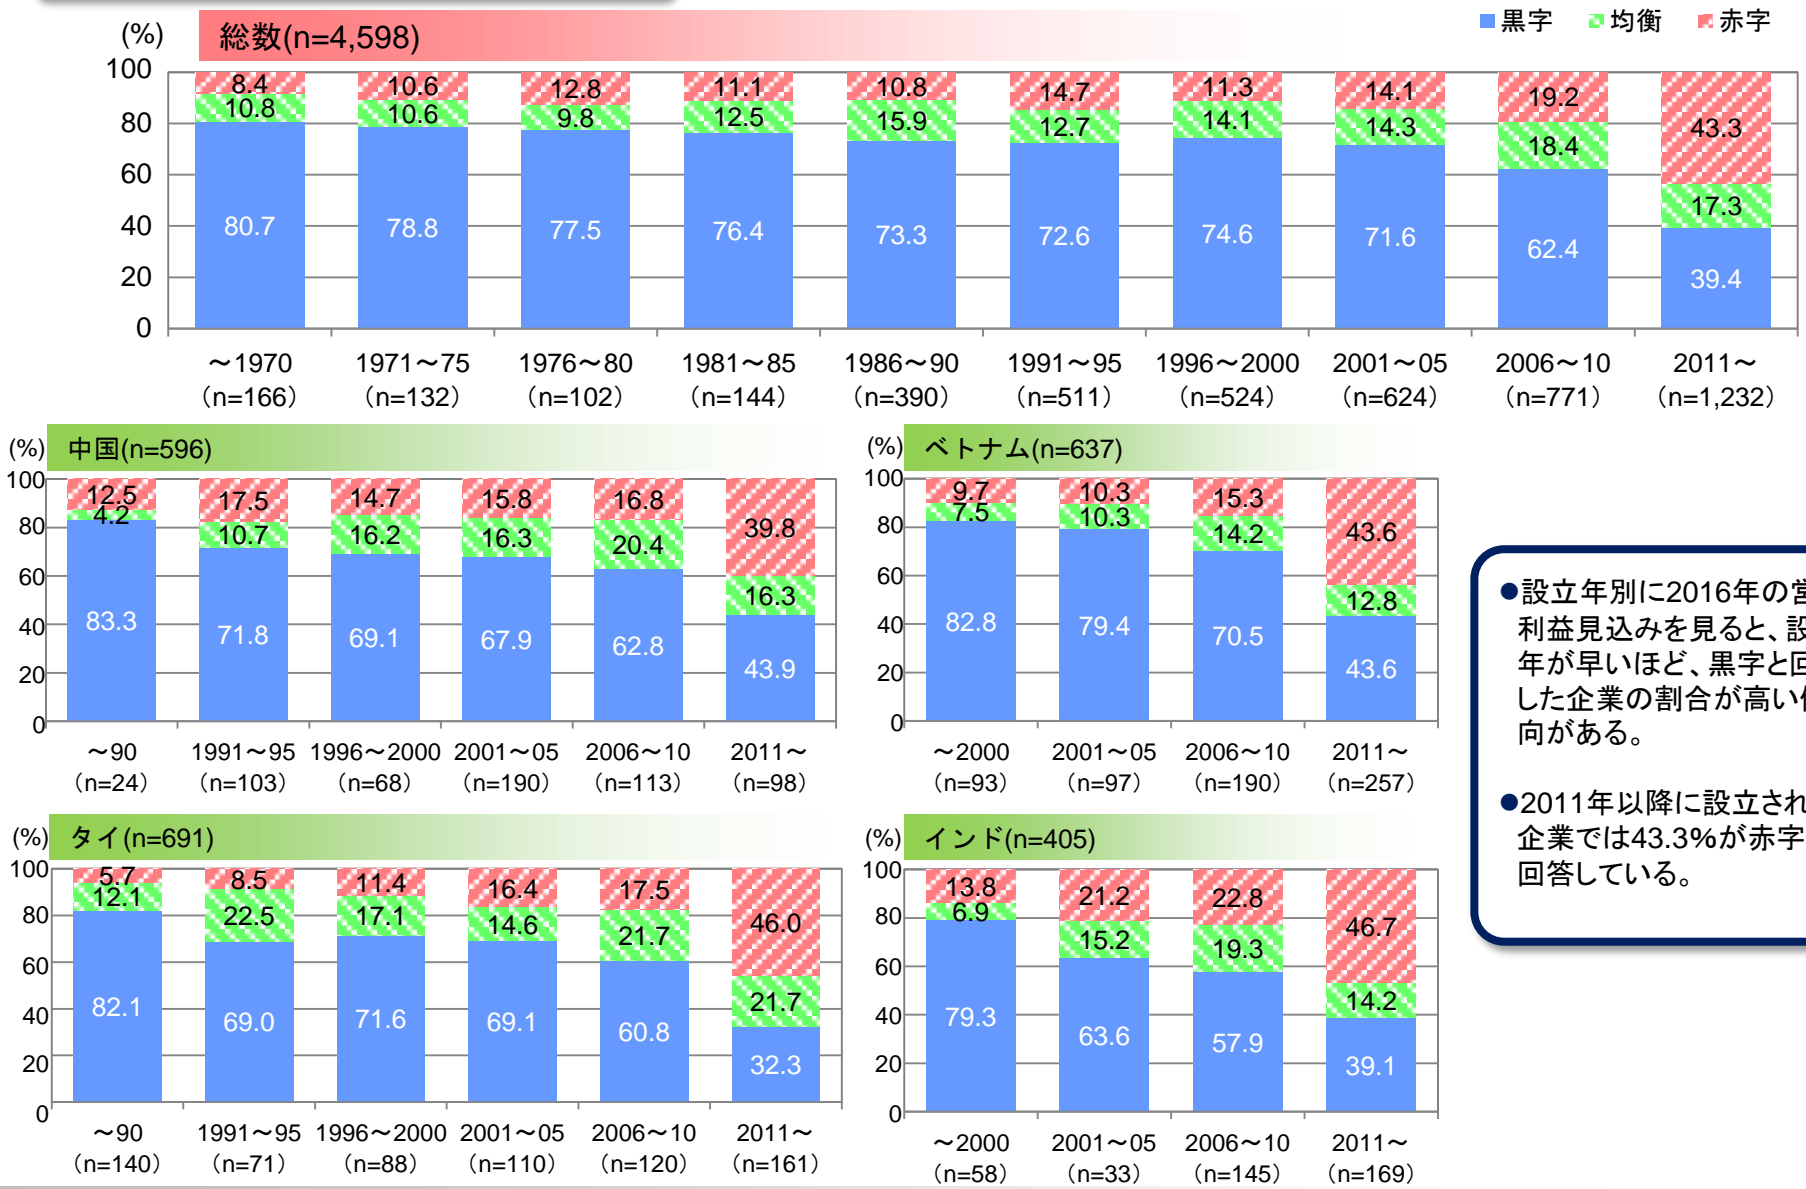 (%)
総数(n=4,598)
黒字 均衡 赤字
100
80
60
40
20
0
8.4 10.6 12.8 11.1 10.8 14.7 11.3 14.1 19.2 43.3
10.8 10.6 9.8 12.5 15.9 12.7 14.1 14.3 18.4 17.3
80.7 78.8 77.5 76.4 73.3 72.6 74.6 71.6 62.4 39.4
～1970 1971～75 1976～80 1981～85 1986～90 1991～95 1996～2000 2001～05 2006～10 2011～
（n=166） （n=132） （n=102） （n=144） （n=390） （n=511） （n=524） （n=624） （n=771） （n=1,232）
(%)
中国(n=596)
100
80
60
40
20
0
12.5 17.5 14.7 15.8 16.8 39.8
4.2 10.7 16.2 16.3 20.4 16.3
83.3 71.8 69.1 67.9 62.8 43.9
～90 1991～95 1996～2000 2001～05 2006～10 2011～
（n=24） （n=103） （n=68） （n=190） （n=113） （n=98）
(%)
ベトナム(n=637)
100
80
60
40
20
0
9.7 10.3 15.3 43.6
7.5 10.3 14.2 12.8
82.8 79.4 70.5 43.6
～2000 2001～05 2006～10 2011～
（n=93） （n=97） （n=190） （n=257）
(%)
タイ(n=691)
100
80
60
40
20
0
5.7 8.5 11.4 16.4 17.5 46.0
12.1 22.5 17.1 14.6 21.7 21.7
82.1 69.0 71.6 69.1 60.8 32.3
～90 1991～95 1996～2000 2001～05 2006～10 2011～
（n=140） （n=71） （n=88） （n=110） （n=120） （n=161）
(%)
インド(n=405)
100
80
60
40
20
0
13.8 21.2 22.8 46.7
6.9 15.2 19.3 14.2
79.3 63.6 57.9 39.1
～2000 2001～05 2006～10 2011～
（n=58） （n=33） （n=145） （n=169）
●設立年別に2016年の営
利益見込みを見ると、設
年が早いほど、黒字と回
した企業の割合が高い
向がある。
●2011年以降に設立され
企業では43.3%が赤字
回答している。